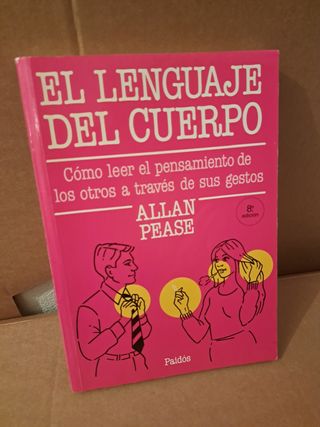 EL LENGUAJE
DEL CUERPO
Cómo leer el pensamiento de
los otros a través de sus gestos
ALLAN
PEASE
8ª
edición
Paidós